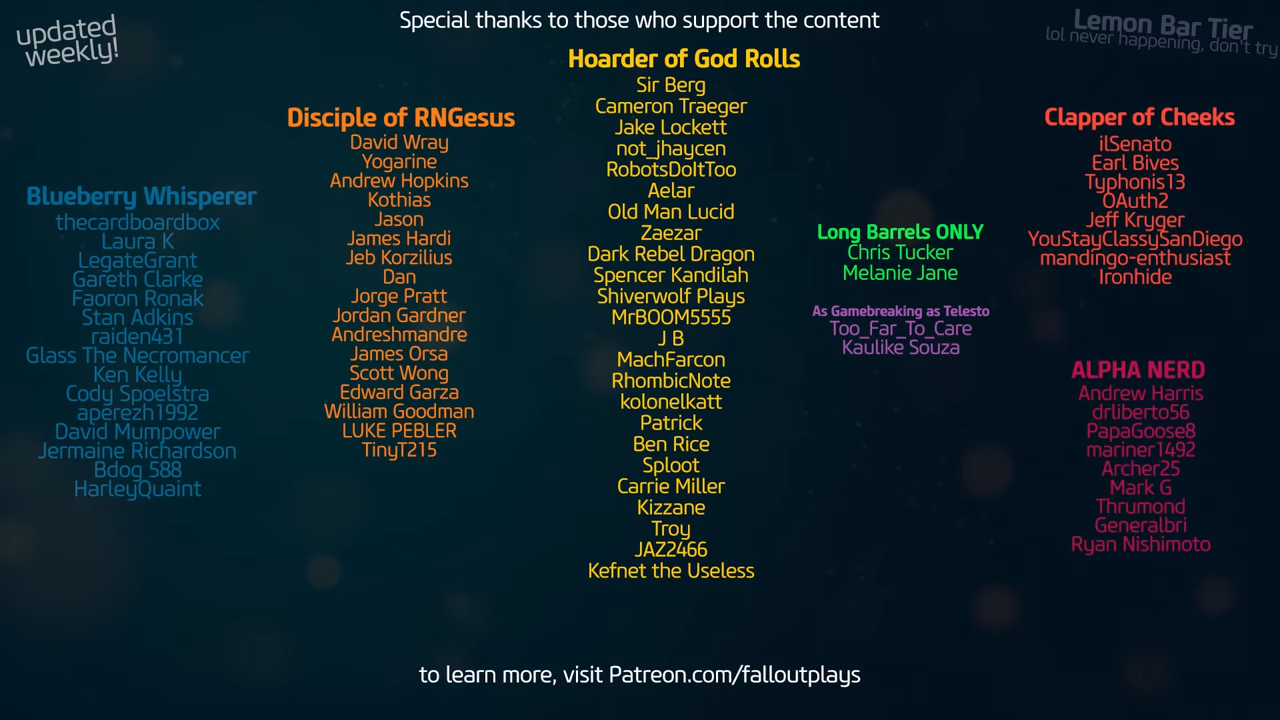 updated
weekly!
Special thanks to those who support the content
Lemon Bar Tier
lol never happening, don't try
Blueberry Whisperer
thecardboardbox
Laura K
LegateGrant
Gareth Clarke
Faoron Ronak
Stan Adkins
raiden431
Glass The Necromancer
Ken Kelly
Cody Spoelstra
aperezh1992
David Mumpower
Jermaine Richardson
Bdog 588
HarleyQuaint
Disciple of RNGesus
David Wray
Yogarine
Andrew Hopkins
Kothias
Jason
James Hardi
Jeb Korzilius
Dan
Jorge Pratt
Jordan Gardner
Andreshmandre
James Orsa
Scott Wong
Edward Garza
William Goodman
LUKE PEBLER
TinyT215
Hoarder of God Rolls
Sir Berg
Cameron Traeger
Jake Lockett
not_jhaycen
RobotsDoItToo
Aelar
Old Man Lucid
Zaezar
Dark Rebel Dragon
Spencer Kandilah
Shiverwolf Plays
MrBOOM5555
J B
MachFarcon
RhombicNote
kolonelkatt
Patrick
Ben Rice
Sploot
Carrie Miller
Kizzane
Troy
JAZ2466
Kefnet the Useless
Long Barrels ONLY
Chris Tucker
Melanie Jane
As Gamebreaking as Telesto
Too_Far_To_Care
Kaulike Souza
Clapper of Cheeks
ilSenato
Earl Bives
Typhonis13
OAuth2
Jeff Kryger
YouStayClassySanDiego
mandingo-enthusiast
Ironhide
ALPHA NERD
Andrew Harris
drliberto56
PapaGoose8
mariner1492
Archer25
Mark G
Thrumond
Generalbri
Ryan Nishimoto
to learn more, visit Patreon.com/falloutplays